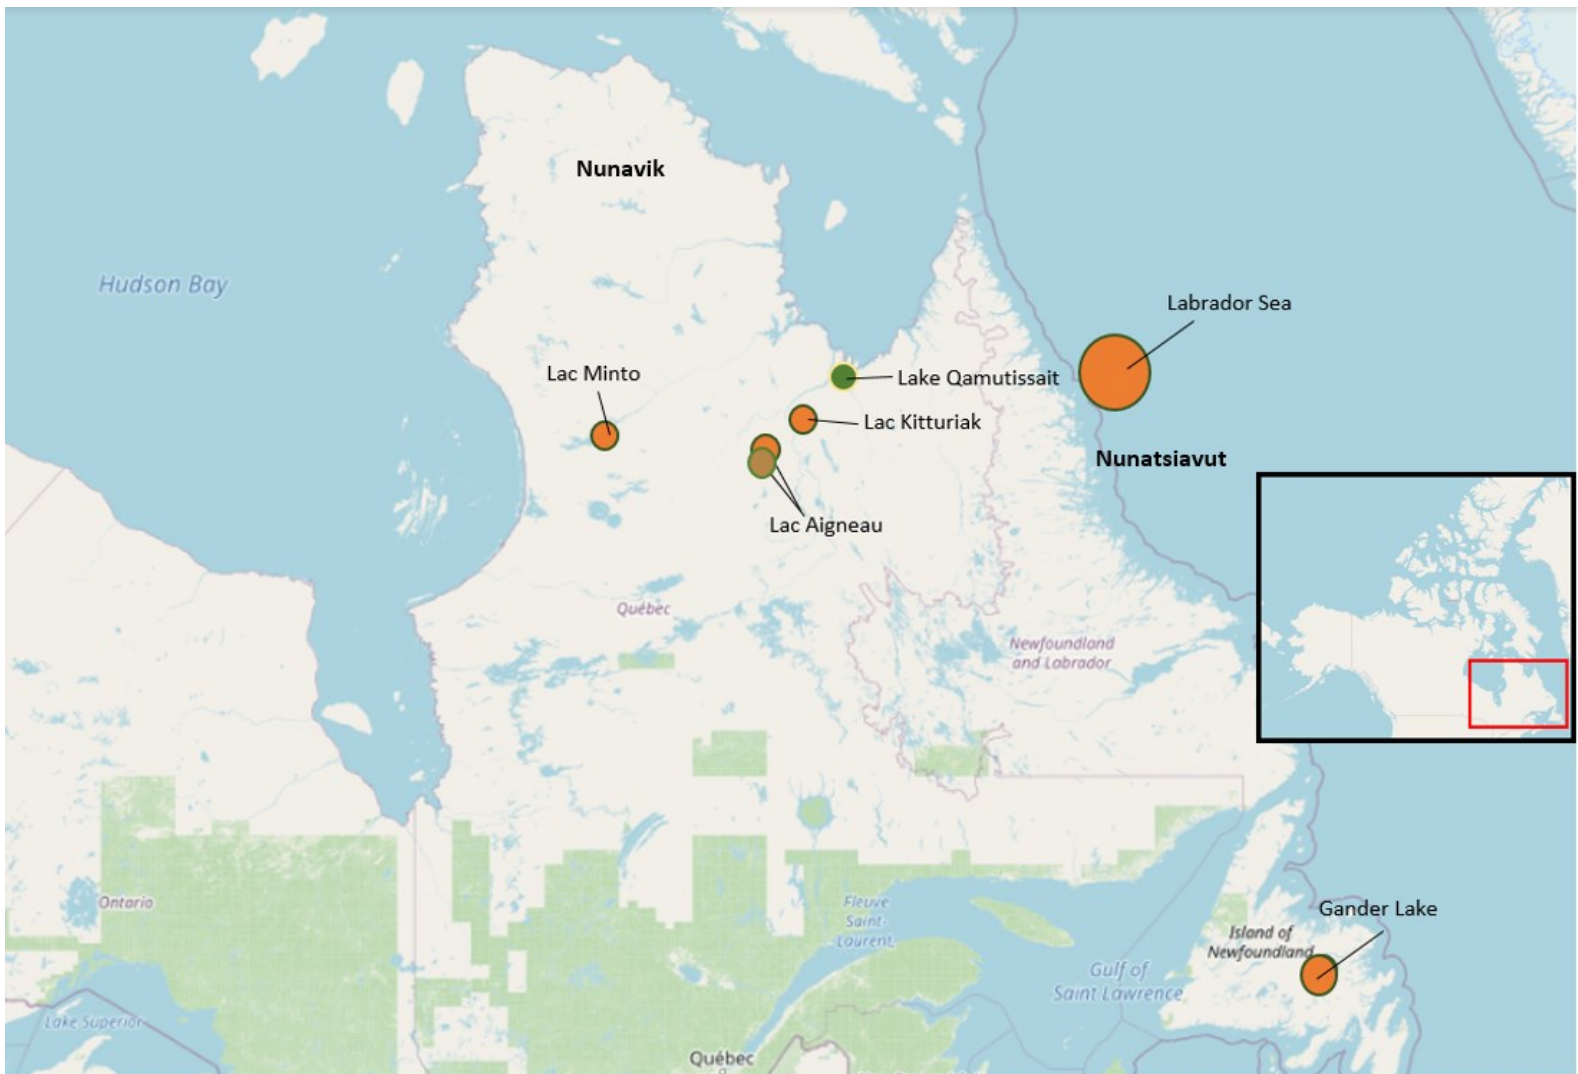 Nunavik
Hudson Bay
Labrador Sea
Lac Minto
Lake Qamutissait
Lac Kitturiak
Nunatsiavut
Lac Aigneau
Québec
Newfoundland
and Labrador
Ontario
Fleuve
Saint-
Laurent
Gander Lake
Island of
Newfoundland
Gulf of
Saint Lawrence
Lake Superior
Québec